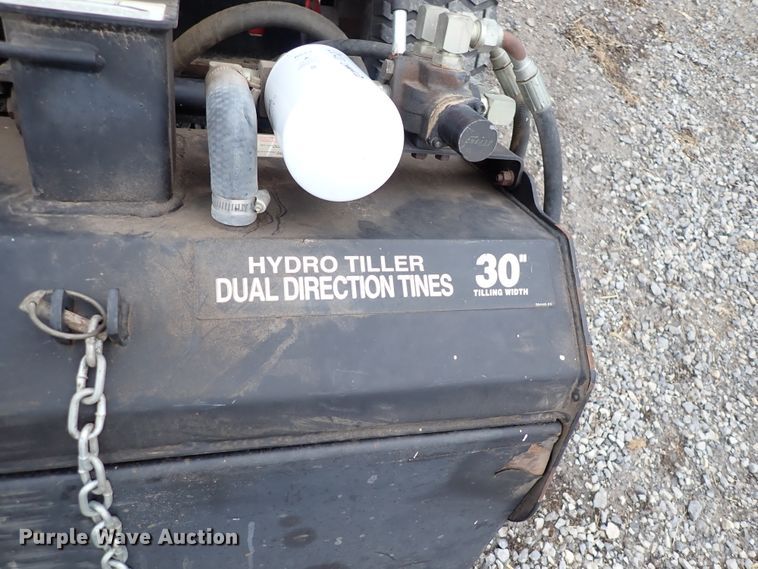 HYDRO TILLER
DUAL DIRECTION TINES
30"
TILLING WIDTH
Purple Wave Auction